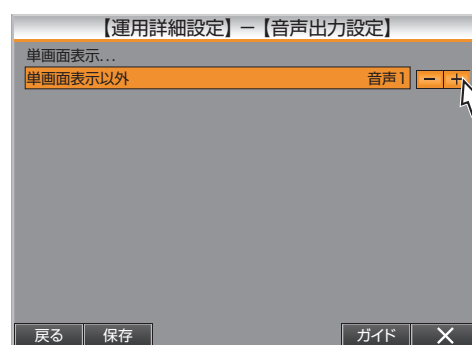 【運用詳細設定】－【音声出力設定】
単画面表示…
単画面表示以外 音声1 － ＋
戻る 保存 ガイド ×